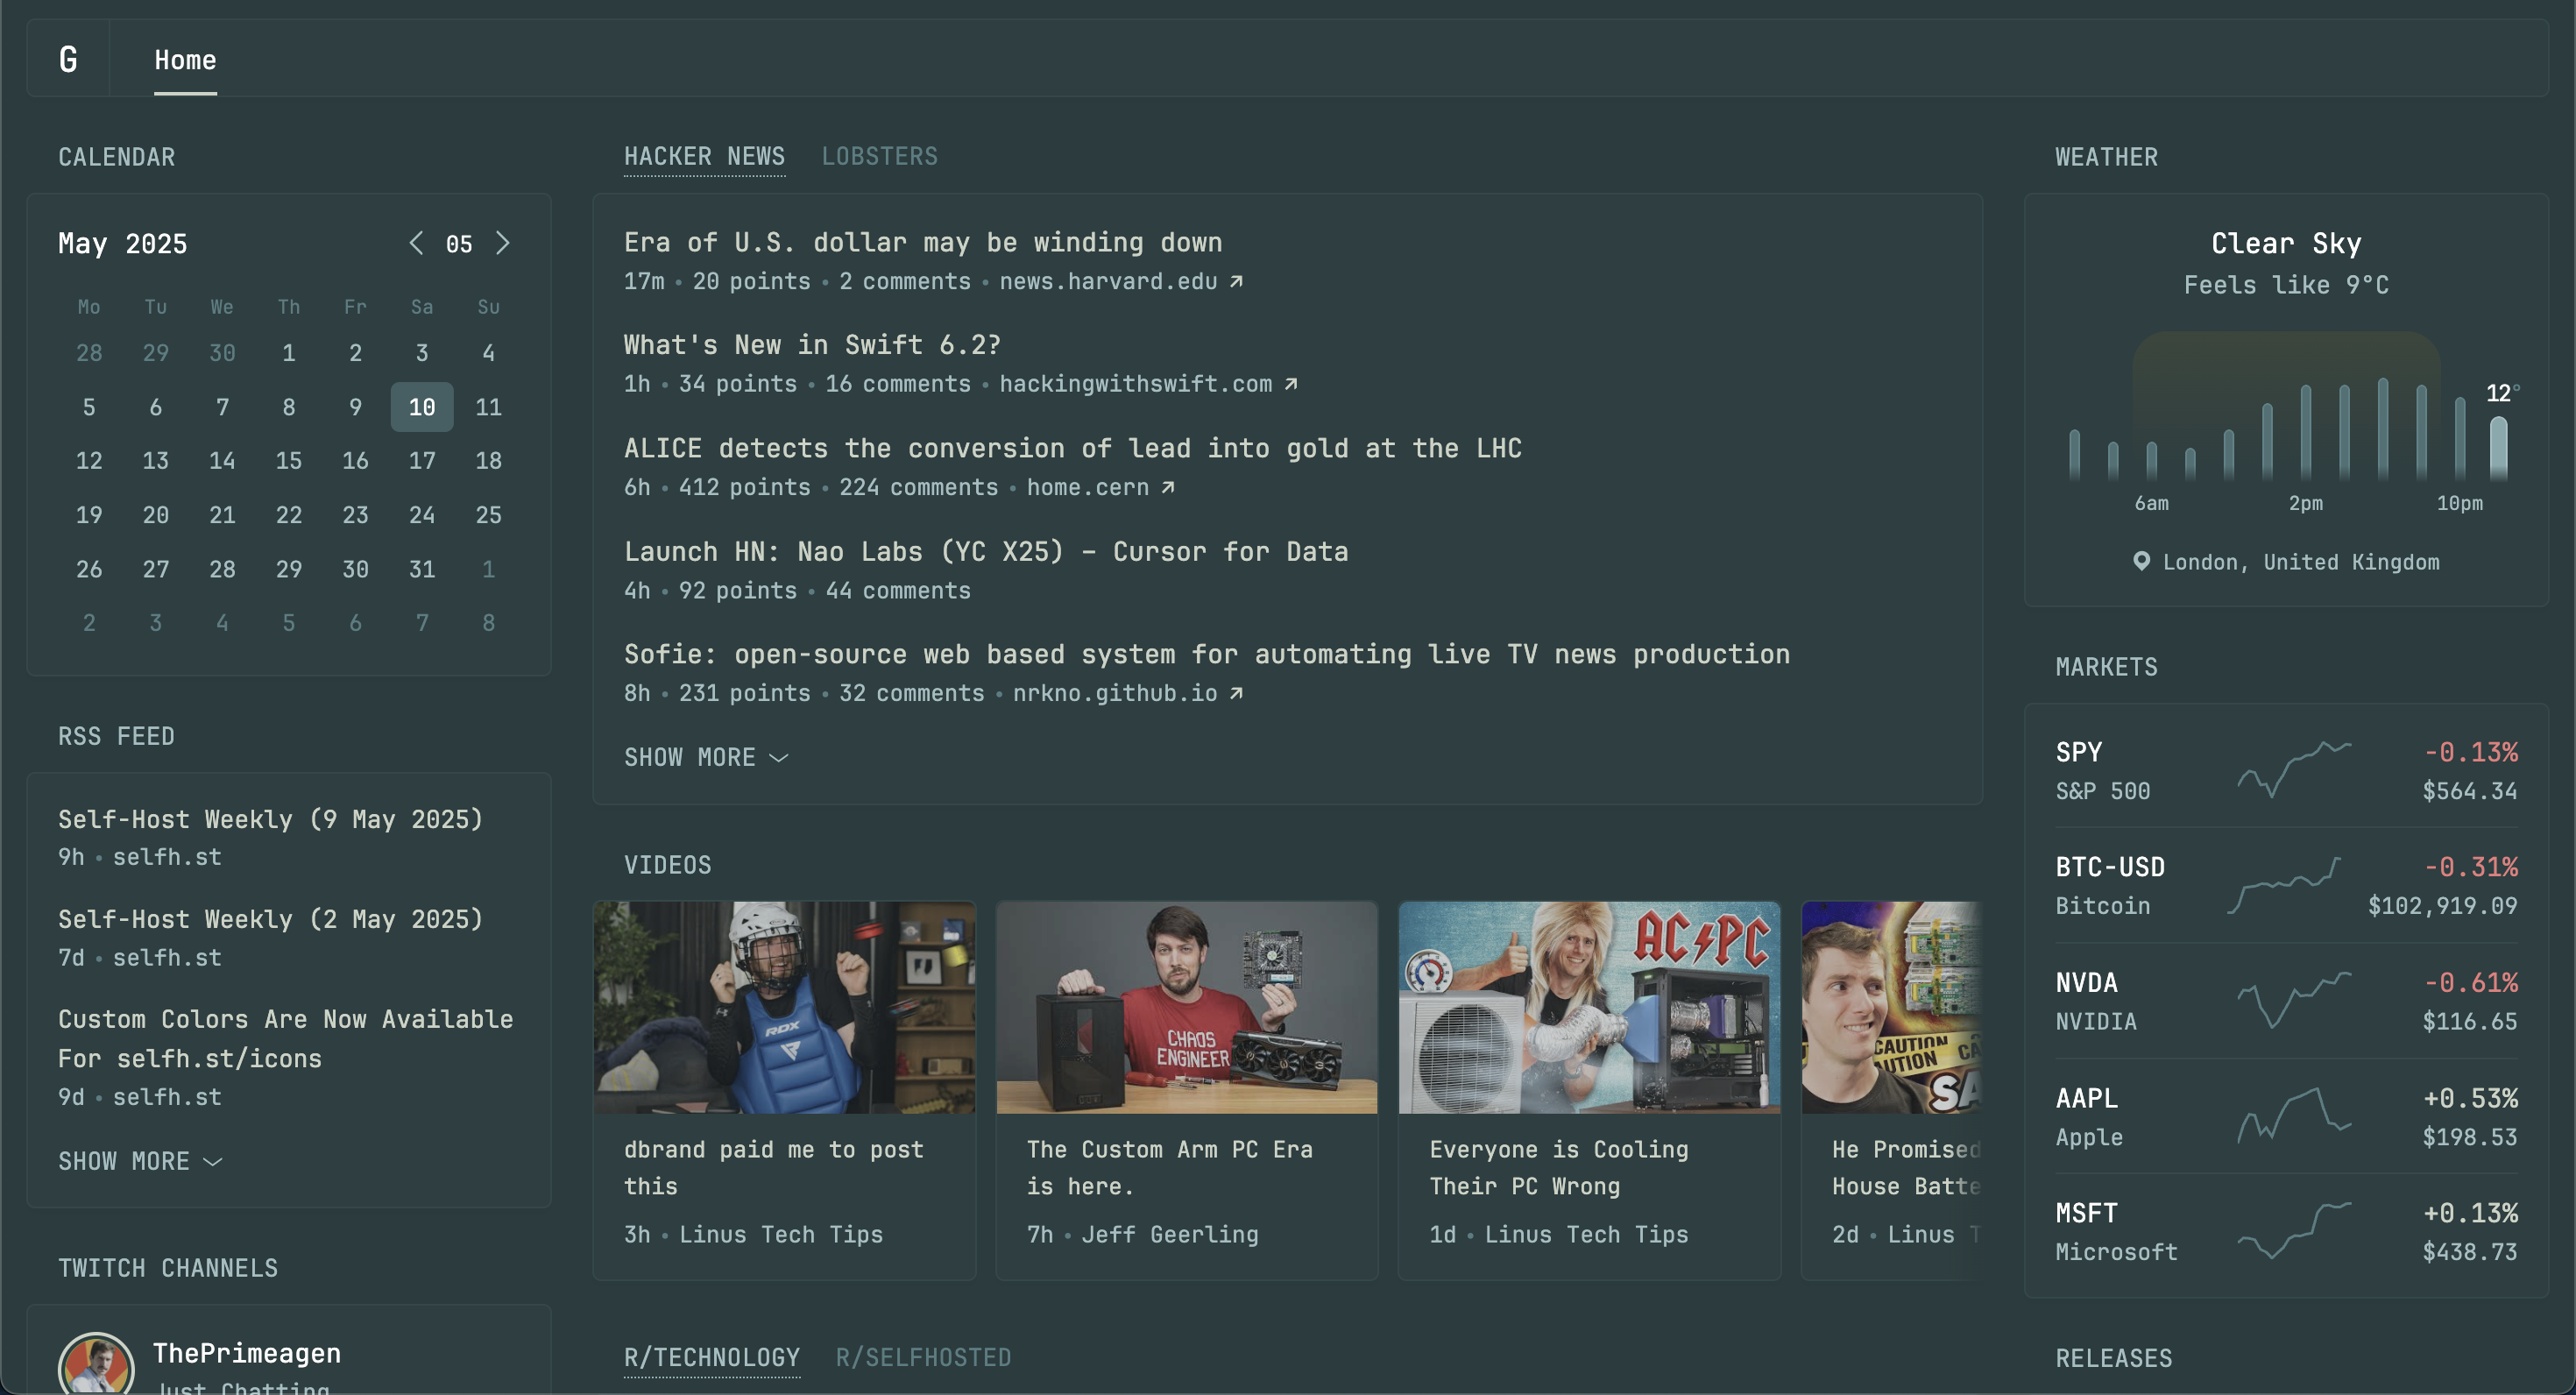 G
Home
CALENDAR
May 2025
05
Mo Tu We Th Fr Sa Su
28 29 30 1 2 3 4
5 6 7 8 9 10 11
12 13 14 15 16 17 18
19 20 21 22 23 24 25
26 27 28 29 30 31 1
2 3 4 5 6 7 8
RSS FEED
Self-Host Weekly (9 May 2025)
9h • selfh.st
Self-Host Weekly (2 May 2025)
7d • selfh.st
Custom Colors Are Now Available
For selfh.st/icons
9d • selfh.st
SHOW MORE
TWITCH CHANNELS
ThePrimeagen
Just Chatting
HACKER NEWS LOBSTERS
Era of U.S. dollar may be winding down
17m • 20 points • 2 comments • news.harvard.edu ↗
What's New in Swift 6.2?
1h • 34 points • 16 comments • hackingwithswift.com ↗
ALICE detects the conversion of lead into gold at the LHC
6h • 412 points • 224 comments • home.cern ↗
Launch HN: Nao Labs (YC X25) – Cursor for Data
4h • 92 points • 44 comments
Sofie: open-source web based system for automating live TV news production
8h • 231 points • 32 comments • nrkno.github.io ↗
SHOW MORE
VIDEOS
RDX
dbrand paid me to post
this
3h • Linus Tech Tips
CHAOS
ENGINEER
The Custom Arm PC Era
is here.
7h • Jeff Geerling
AC⚡PC
Everyone is Cooling
Their PC Wrong
1d • Linus Tech Tips
CAUTION CA
AUTION
SA
He Promised
House Batte
2d • Linus T
R/TECHNOLOGY R/SELFHOSTED
WEATHER
Clear Sky
Feels like 9°C
12°
6am 2pm 10pm
London, United Kingdom
MARKETS
SPY -0.13%
S&P 500 $564.34
BTC-USD -0.31%
Bitcoin $102,919.09
NVDA -0.61%
NVIDIA $116.65
AAPL +0.53%
Apple $198.53
MSFT +0.13%
Microsoft $438.73
RELEASES